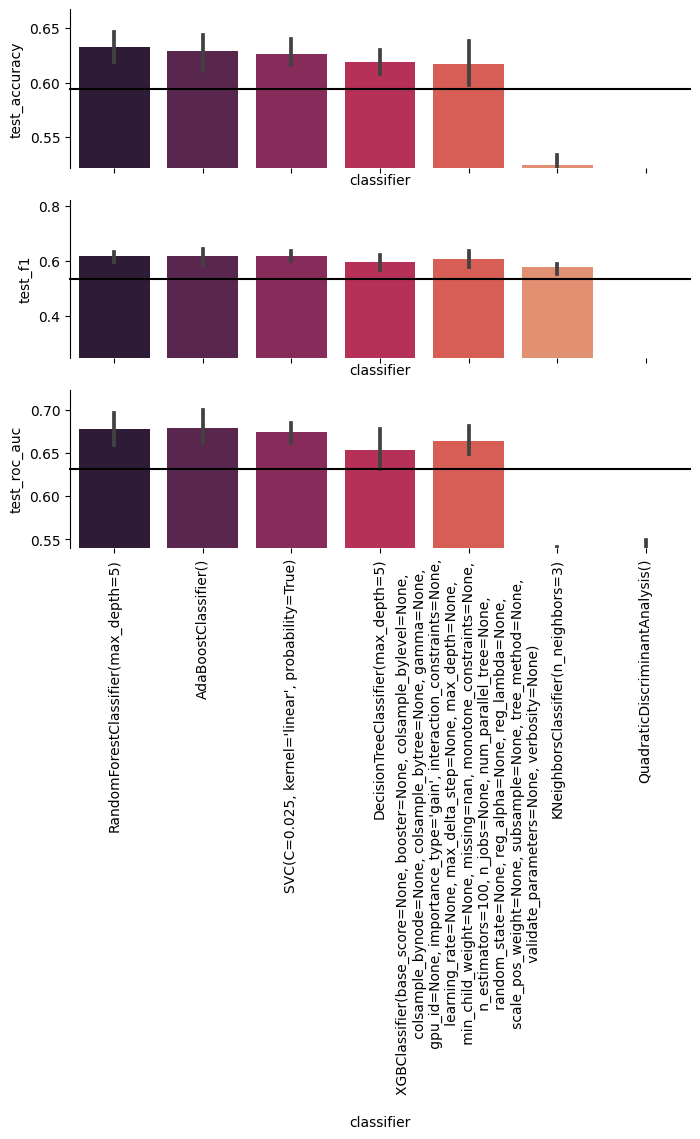 0.65
0.60
0.55
test_accuracy
classifier
0.8
0.6
0.4
test_f1
classifier
0.70
0.65
0.60
0.55
test_roc_auc
RandomForestClassifier(max_depth=5)
AdaBoostClassifier()
SVC(C=0.025, kernel='linear', probability=True)
DecisionTreeClassifier(max_depth=5)
XGBClassifier(base_score=None, booster=None, colsample_bylevel=None,
colsample_bynode=None, colsample_bytree=None, gamma=None,
gpu_id=None, importance_type='gain', interaction_constraints=None,
learning_rate=None, max_delta_step=None, max_depth=None,
min_child_weight=None, missing=nan, monotone_constraints=None,
n_estimators=100, n_jobs=None, num_parallel_tree=None,
random_state=None, reg_alpha=None, reg_lambda=None,
scale_pos_weight=None, subsample=None, tree_method=None,
validate_parameters=None, verbosity=None)
KNeighborsClassifier(n_neighbors=3)
QuadraticDiscriminantAnalysis()
classifier